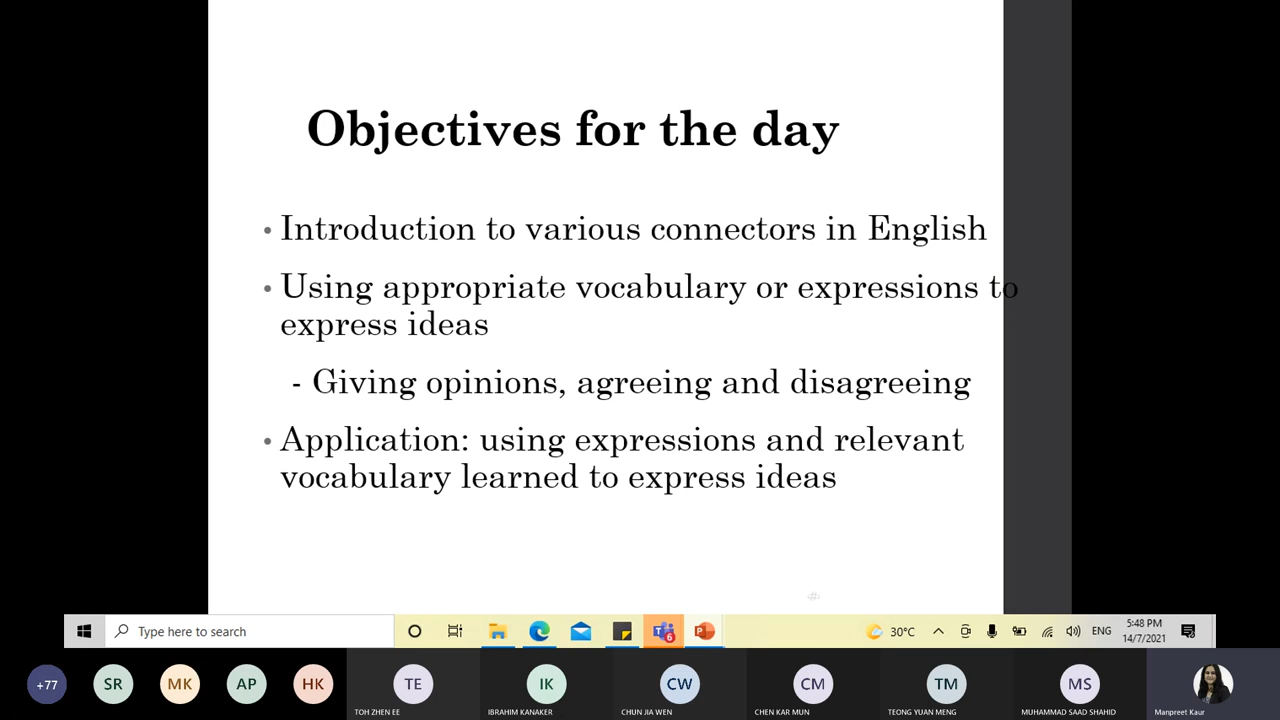 Objectives for the day
• Introduction to various connectors in English
• Using appropriate vocabulary or expressions to
express ideas
- Giving opinions, agreeing and disagreeing
• Application: using expressions and relevant
vocabulary learned to express ideas
#
Type here to search
6
30°C
ENG
5:48 PM
14/7/2021
+77
SR
MK
AP
HK
TE
IK
CW
CM
TM
MS
TOH ZHEN EE
IBRAHIM KANAKER
CHUN JIA WEN
CHEN KAR MUN
TEONG YUAN MENG
MUHAMMAD SAAD SHAHID
Manpreet Kaur